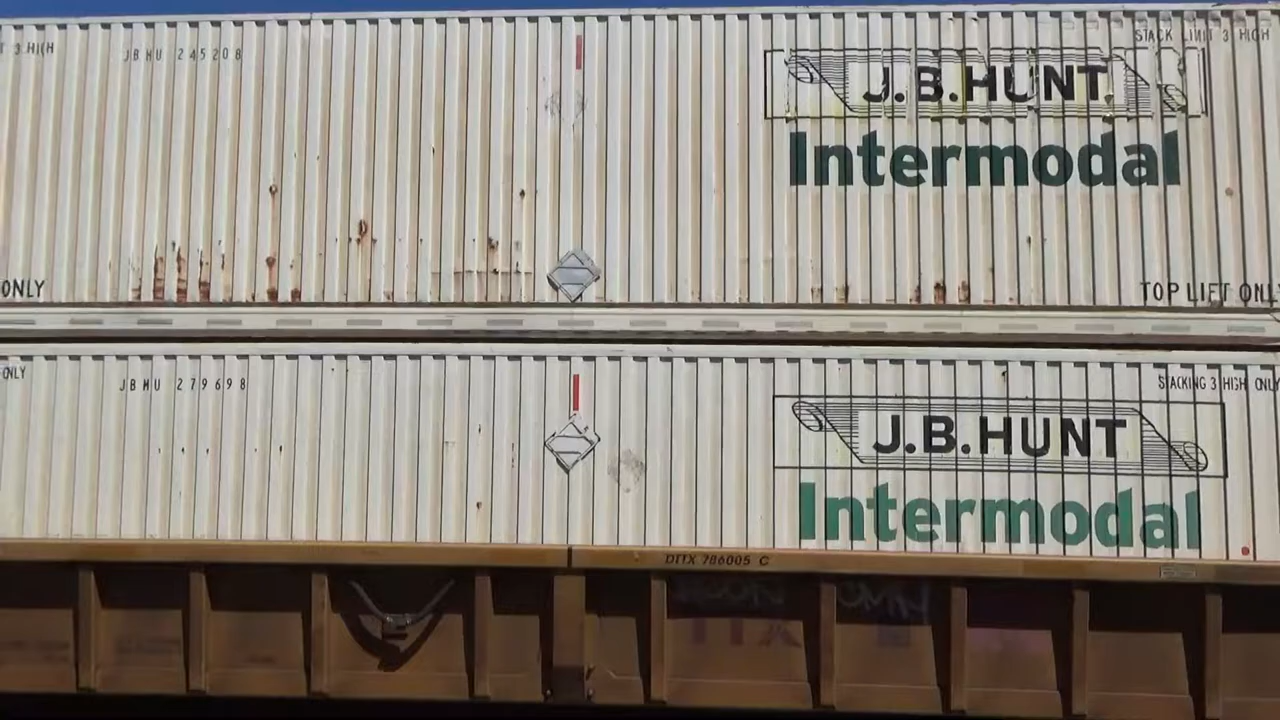 T 3 HIGH
JBHU 245208
STACK LIMIT 3 HIGH
J.B.HUNT
Intermodal
ONLY
TOP LIFT ONLY
ONLY
JBHU 279698
STACKING 3 HIGH ONLY
J.B.HUNT
Intermodal
DTTX 786005 C